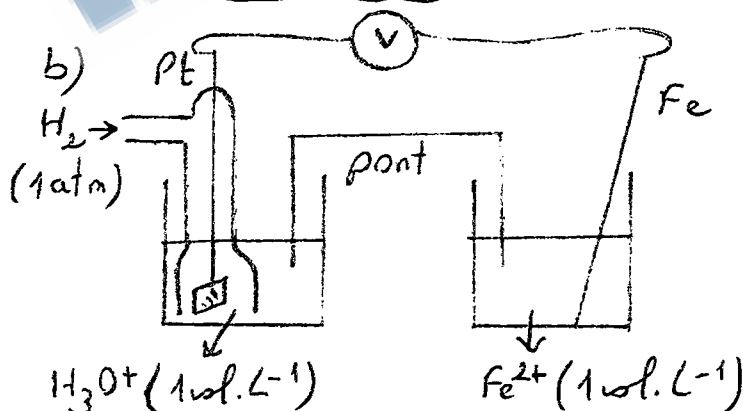 V
b) Pt
Fe
H₂ →
(1atm)
pont
H₃O⁺ (1mol.L⁻¹)
Fe²⁺ (1mol.L⁻¹)